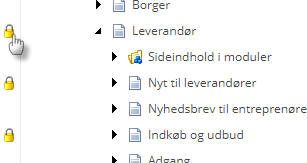 Borger
Leverandør
Sideindhold i moduler
Nyt til leverandører
Nyhedsbrev til entreprenøre
Indkøb og udbud
Adgang